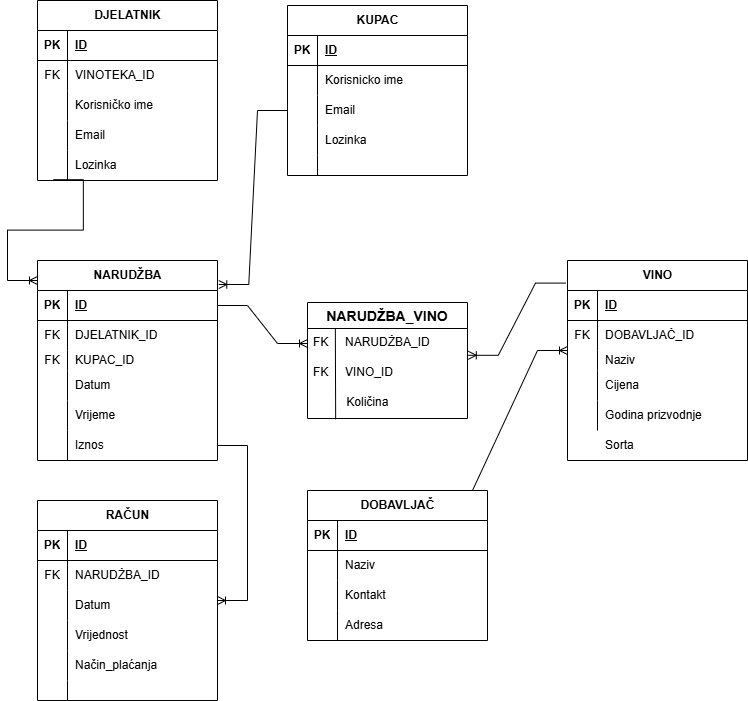 DJELATNIK
PK ID
FK VINOTEKA_ID
Korisničko ime
Email
Lozinka
KUPAC
PK ID
Korisnicko ime
Email
Lozinka
NARUDŽBA
PK ID
FK DJELATNIK_ID
FK KUPAC_ID
Datum
Vrijeme
Iznos
NARUDŽBA_VINO
FK NARUDŽBA_ID
FK VINO_ID
Količina
VINO
PK ID
FK DOBAVLJAČ_ID
Naziv
Cijena
Godina prizvodnje
Sorta
RAČUN
PK ID
FK NARUDŽBA_ID
Datum
Vrijednost
Način_plaćanja
DOBAVLJAČ
PK ID
Naziv
Kontakt
Adresa